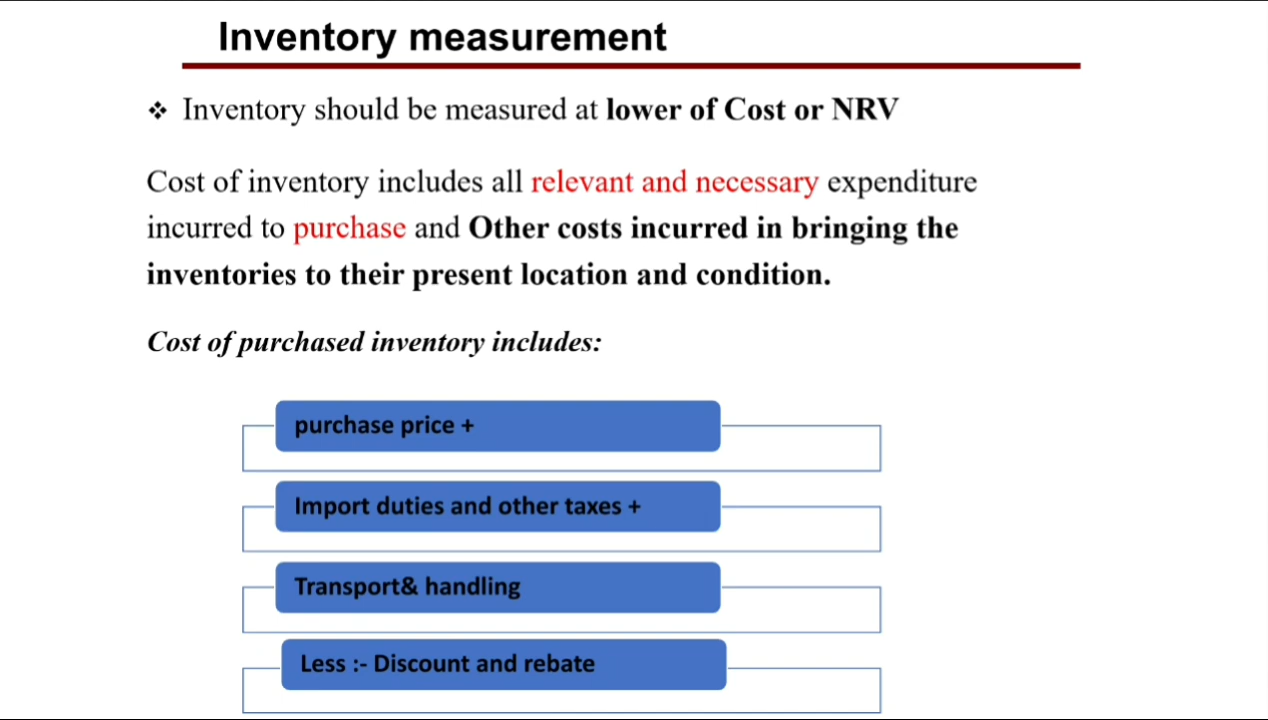 Inventory measurement
❖ Inventory should be measured at lower of Cost or NRV
Cost of inventory includes all relevant and necessary expenditure
incurred to purchase and Other costs incurred in bringing the
inventories to their present location and condition.
Cost of purchased inventory includes:
purchase price +
Import duties and other taxes +
Transport& handling
Less :- Discount and rebate